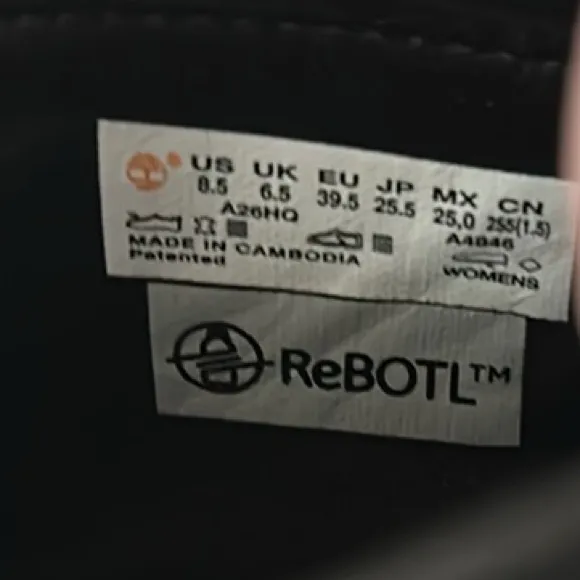 US UK EU JP MX CN
8.5 6.5 39.5 25.5 25,0 255(1.5)
A26HQ A4846
MADE IN CAMBODIA
Patented WOMENS
ReBOTL™